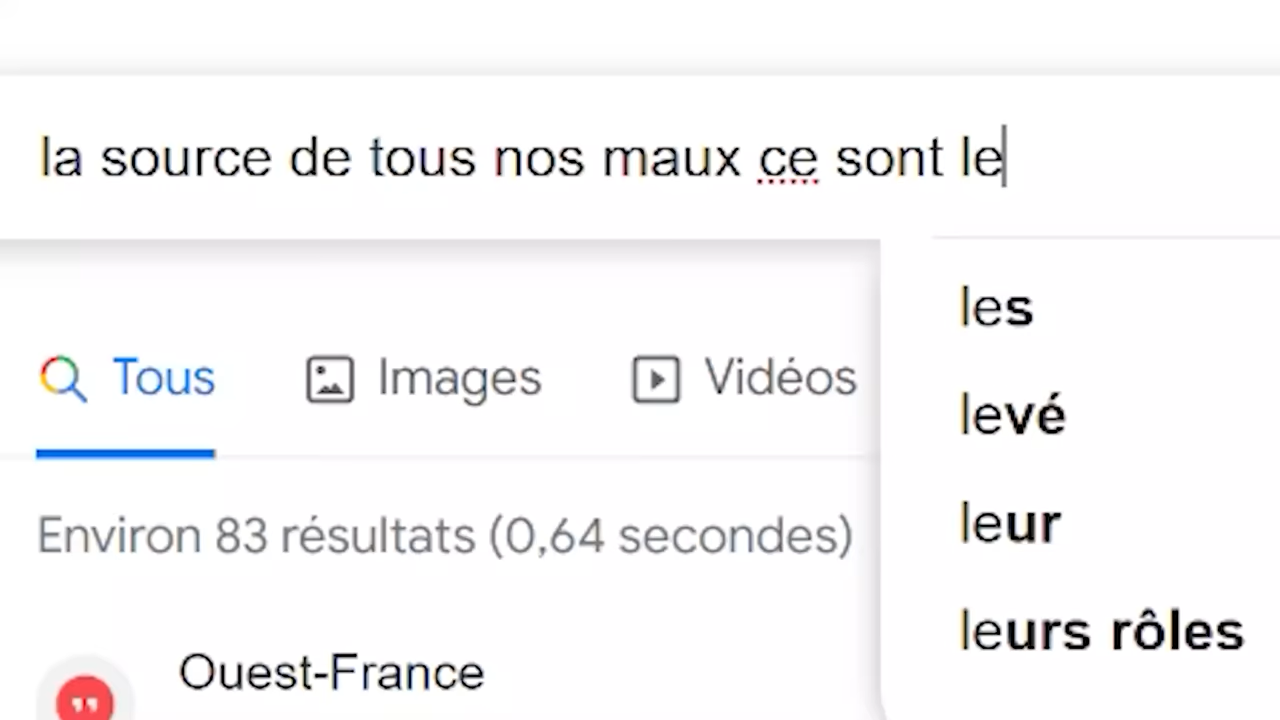 la source de tous nos maux ce sont le
les
levé
leur
leurs rôles
Tous Images Vidéos
Environ 83 résultats (0,64 secondes)
Ouest-France